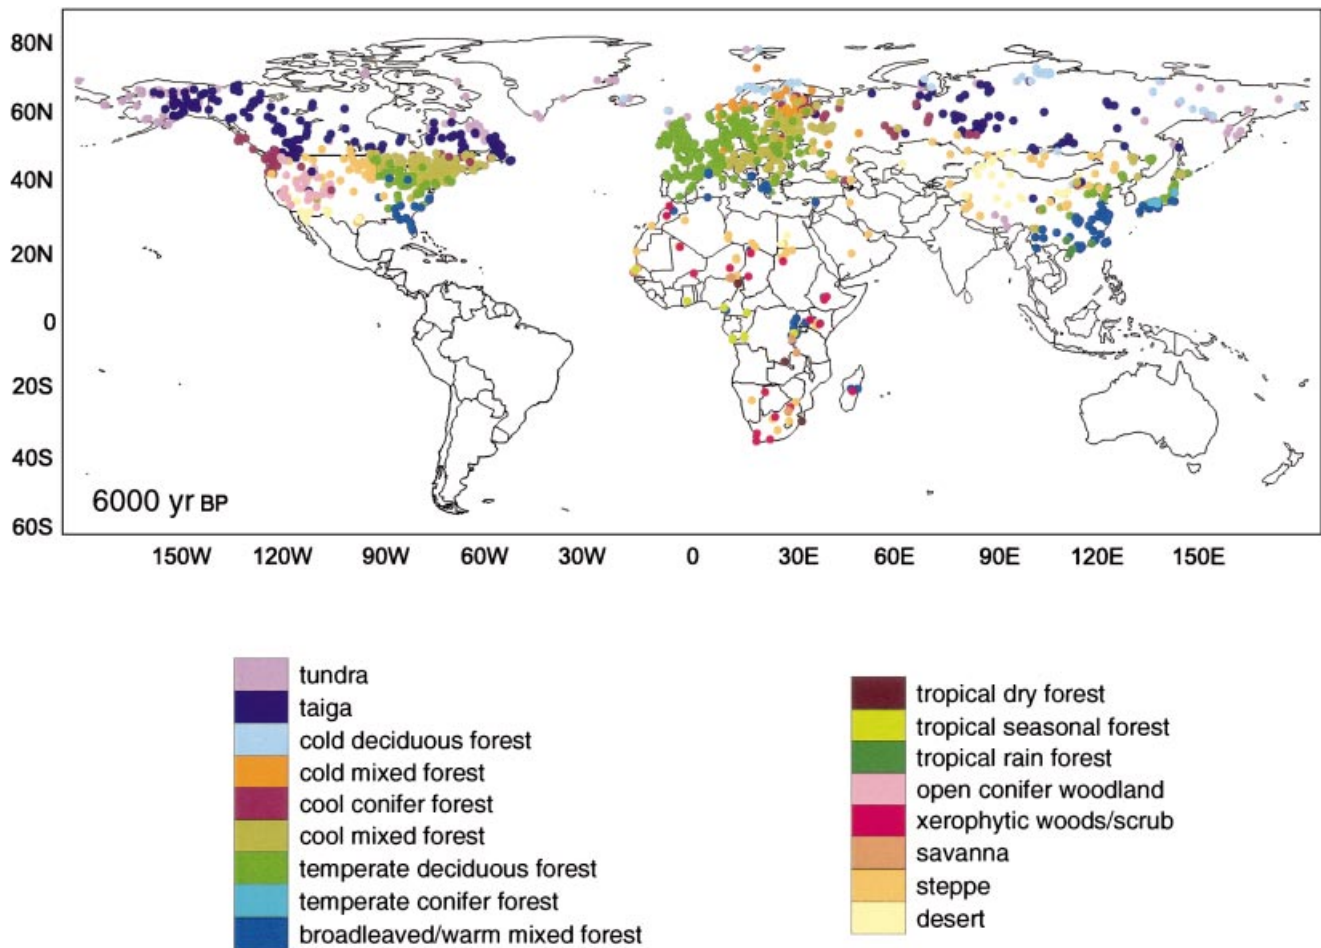 80N
60N
40N
20N
0
20S
40S
60S
6000 yr BP
150W 120W 90W 60W 30W 0 30E 60E 90E 120E 150E
tundra
taiga
cold deciduous forest
cold mixed forest
cool conifer forest
cool mixed forest
temperate deciduous forest
temperate conifer forest
broadleaved/warm mixed forest
tropical dry forest
tropical seasonal forest
tropical rain forest
open conifer woodland
xerophytic woods/scrub
savanna
steppe
desert